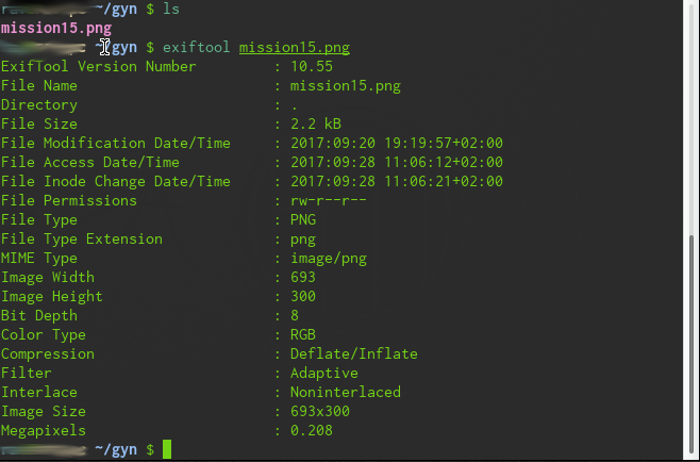 ~/gyn $ ls
mission15.png
~/gyn $ exiftool mission15.png
ExifTool Version Number : 10.55
File Name : mission15.png
Directory : .
File Size : 2.2 kB
File Modification Date/Time : 2017:09:20 19:19:57+02:00
File Access Date/Time : 2017:09:28 11:06:12+02:00
File Inode Change Date/Time : 2017:09:28 11:06:21+02:00
File Permissions : rw-r--r--
File Type : PNG
File Type Extension : png
MIME Type : image/png
Image Width : 693
Image Height : 300
Bit Depth : 8
Color Type : RGB
Compression : Deflate/Inflate
Filter : Adaptive
Interlace : Noninterlaced
Image Size : 693x300
Megapixels : 0.208
~/gyn $